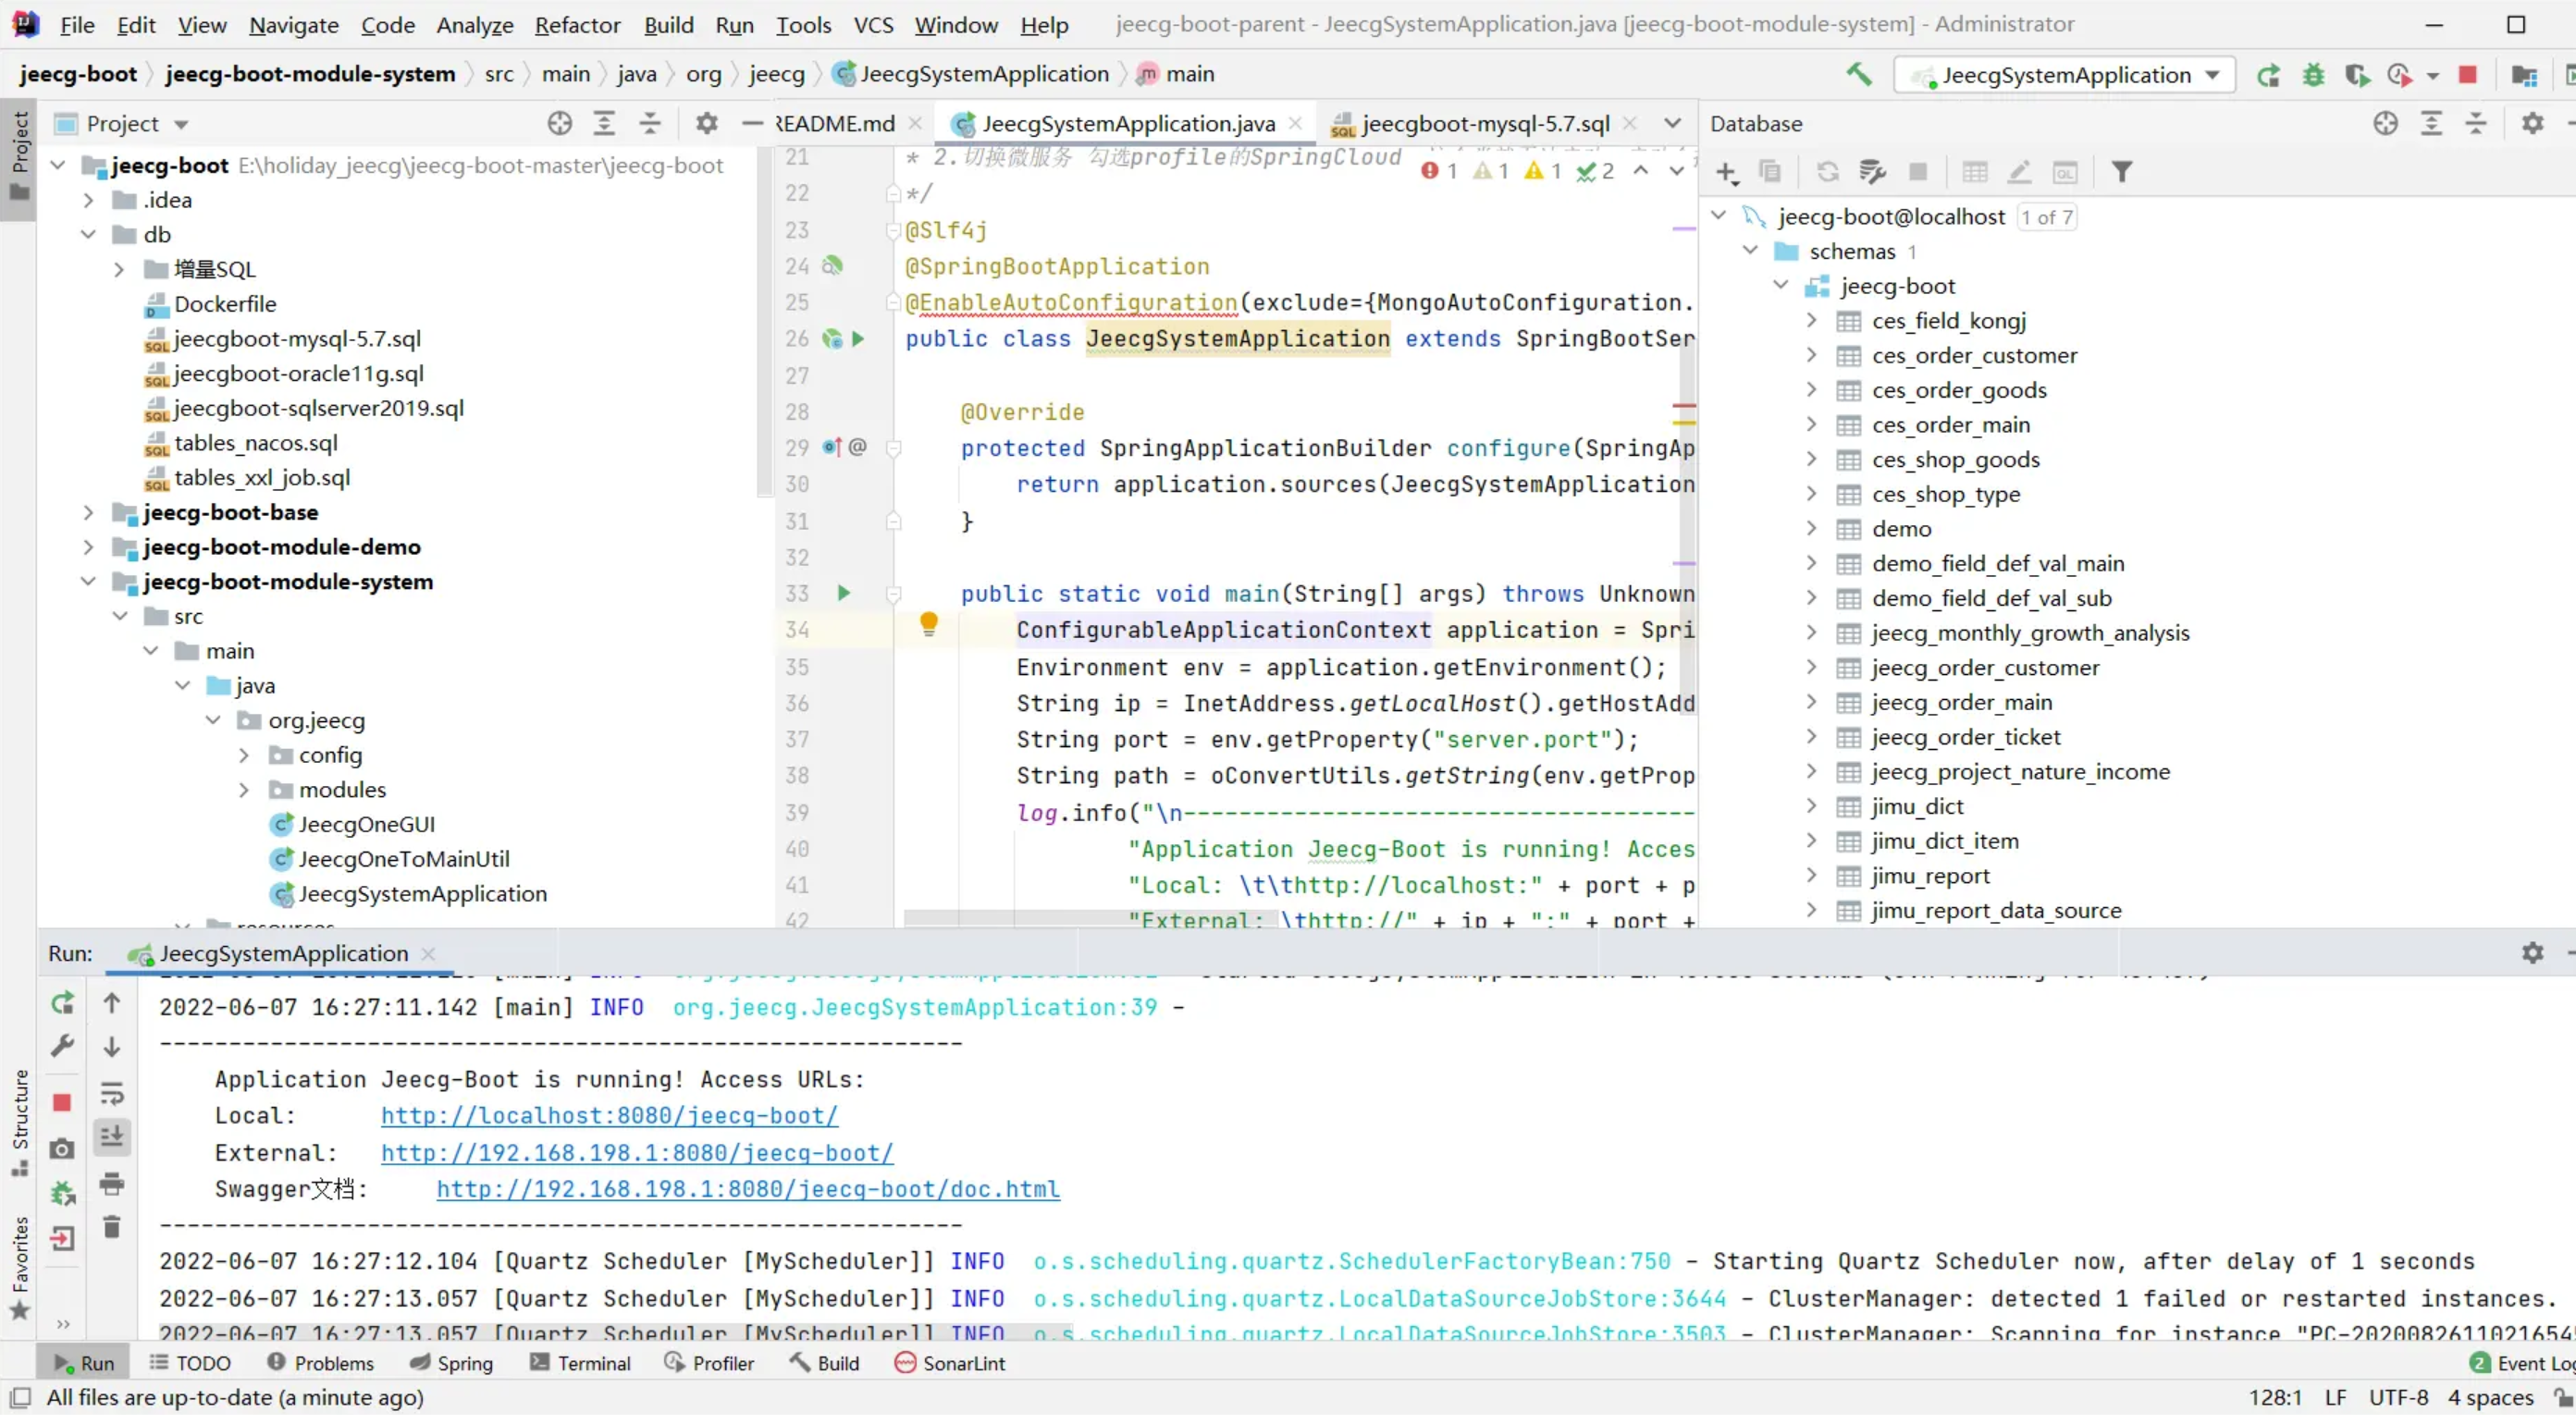 File Edit View Navigate Code Analyze Refactor Build Run Tools VCS Window Help jeecg-boot-parent - JeecgSystemApplication.java [jeecg-boot-module-system] - Administrator
jeecg-boot jeecg-boot-module-system src main java org jeecg JeecgSystemApplication main JeecgSystemApplication
Project
README.md JeecgSystemApplication.java jeecgboot-mysql-5.7.sql
Database
Project
jeecg-boot E:\holiday_jeecg\jeecg-boot-master\jeecg-boot
.idea
db
增量SQL
Dockerfile
jeecgboot-mysql-5.7.sql
jeecgboot-oracle11g.sql
jeecgboot-sqlserver2019.sql
tables_nacos.sql
tables_xxl_job.sql
jeecg-boot-base
jeecg-boot-module-demo
jeecg-boot-module-system
src
main
java
org.jeecg
config
modules
JeecgOneGUI
JeecgOneToMainUtil
JeecgSystemApplication
resources
21 * 2.切换微服务 勾选profile的SpringCloud
1 1 1 2
22 */
23 @Slf4j
24 @SpringBootApplication
25 @EnableAutoConfiguration(exclude={MongoAutoConfiguration.
26 public class JeecgSystemApplication extends SpringBootSer
27
28 @Override
29 @ protected SpringApplicationBuilder configure(SpringAp
30 return application.sources(JeecgSystemApplication
31 }
32
33 public static void main(String[] args) throws Unknown
34 ConfigurableApplicationContext application = Spri
35 Environment env = application.getEnvironment();
36 String ip = InetAddress.getLocalHost().getHostAdd
37 String port = env.getProperty("server.port");
38 String path = oConvertUtils.getString(env.getProp
39 log.info("\n-------------------------------------
40 "Application Jeecg-Boot is running! Acces
41 "Local: \t\thttp://localhost:" + port + p
42 "External: \thttp://" + ip + ":" + port +
jeecg-boot@localhost 1 of 7
schemas 1
jeecg-boot
ces_field_kongj
ces_order_customer
ces_order_goods
ces_order_main
ces_shop_goods
ces_shop_type
demo
demo_field_def_val_main
demo_field_def_val_sub
jeecg_monthly_growth_analysis
jeecg_order_customer
jeecg_order_main
jeecg_order_ticket
jeecg_project_nature_income
jimu_dict
jimu_dict_item
jimu_report
jimu_report_data_source
Run: JeecgSystemApplication
2022-06-07 16:27:11.142 [main] INFO org.jeecg.JeecgSystemApplication:39 -
----------------------------------------------------------
Application Jeecg-Boot is running! Access URLs:
Local: http://localhost:8080/jeecg-boot/
External: http://192.168.198.1:8080/jeecg-boot/
Swagger文档: http://192.168.198.1:8080/jeecg-boot/doc.html
----------------------------------------------------------
2022-06-07 16:27:12.104 [Quartz Scheduler [MyScheduler]] INFO o.s.scheduling.quartz.SchedulerFactoryBean:750 - Starting Quartz Scheduler now, after delay of 1 seconds
2022-06-07 16:27:13.057 [Quartz Scheduler [MyScheduler]] INFO o.s.scheduling.quartz.LocalDataSourceJobStore:3644 - ClusterManager: detected 1 failed or restarted instances.
2022-06-07 16:27:13.057 [Quartz Scheduler [MyScheduler]] INFO o.s.scheduling.quartz.LocalDataSourceJobStore:3503 - ClusterManager: Scanning for instance "PC-2020082611021654
Structure
Favorites
Run TODO Problems Spring Terminal Profiler Build SonarLint 2 Event Log
All files are up-to-date (a minute ago) 128:1 LF UTF-8 4 spaces